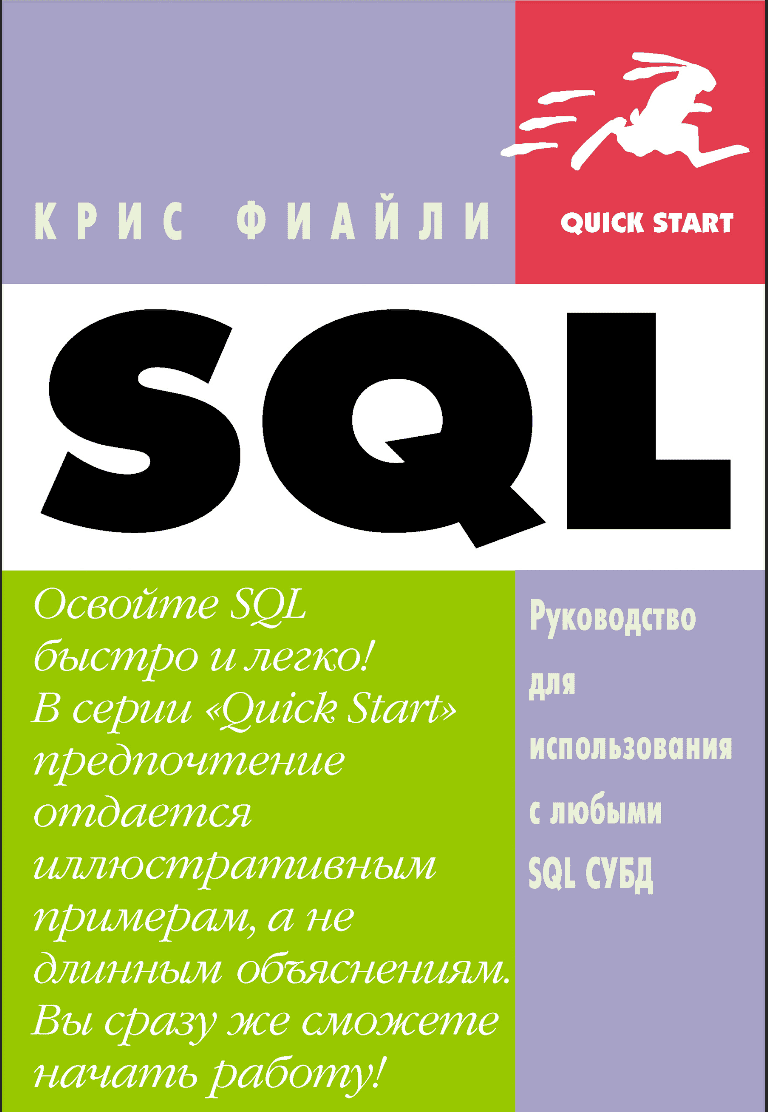 КРИС ФИАЙЛИ
QUICK START
SQL
Освойте SQL
быстро и легко!
В серии «Quick Start»
предпочтение
отдается
иллюстративным
примерам, а не
длинным объяснениям.
Вы сразу же сможете
начать работу!
Руководство
для
использования
с любыми
SQL СУБД